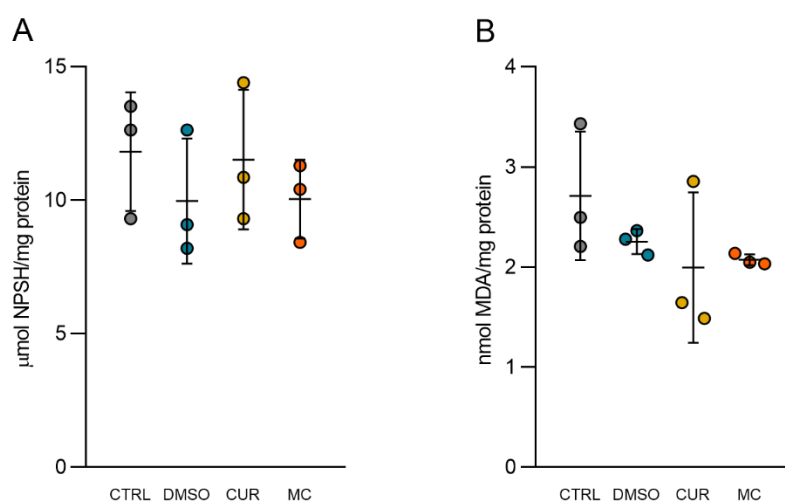 A
μmol NPSH/mg protein
15
10
5
0
CTRL DMSO CUR MC
B
nmol MDA/mg protein
4
3
2
1
0
CTRL DMSO CUR MC